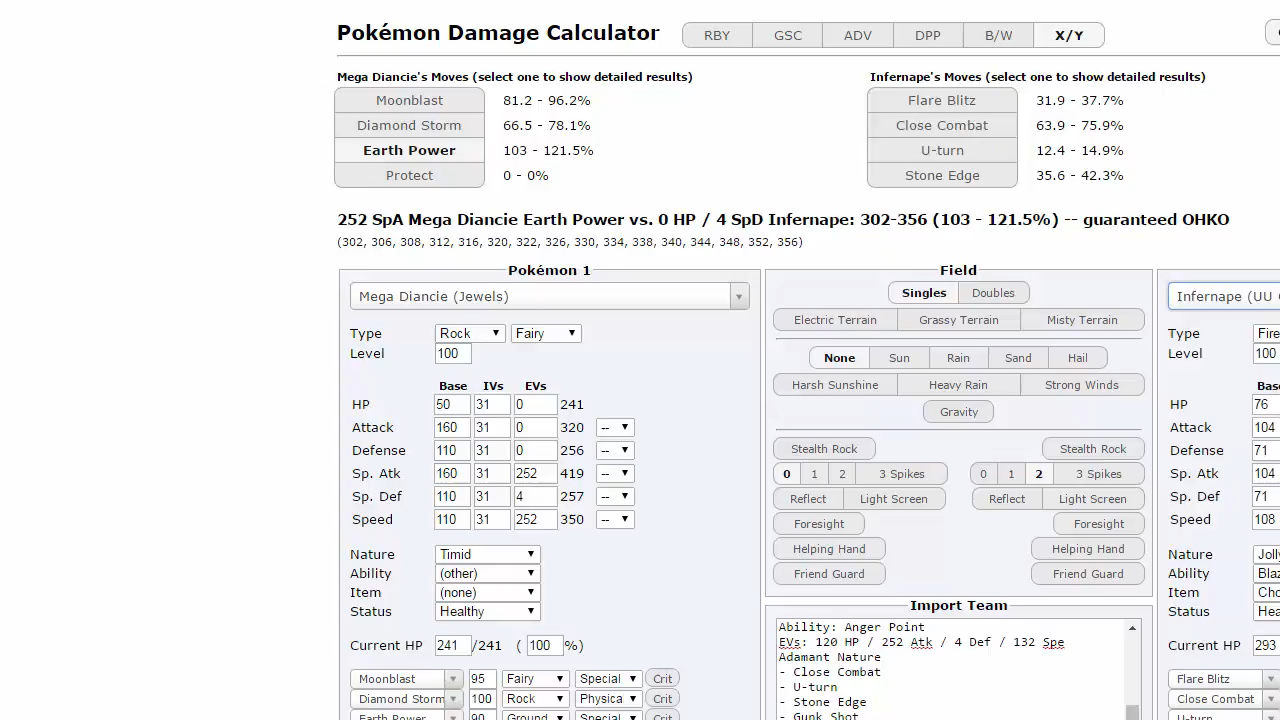 Pokémon Damage Calculator RBY GSC ADV DPP B/W X/Y
Mega Diancie's Moves (select one to show detailed results) Infernape's Moves (select one to show detailed results)
Moonblast 81.2 - 96.2% Flare Blitz 31.9 - 37.7%
Diamond Storm 66.5 - 78.1% Close Combat 63.9 - 75.9%
Earth Power 103 - 121.5% U-turn 12.4 - 14.9%
Protect 0 - 0% Stone Edge 35.6 - 42.3%
252 SpA Mega Diancie Earth Power vs. 0 HP / 4 SpD Infernape: 302-356 (103 - 121.5%) -- guaranteed OHKO
(302, 306, 308, 312, 316, 320, 322, 326, 330, 334, 338, 340, 344, 348, 352, 356)
Pokémon 1
Mega Diancie (Jewels)
Type Rock Fairy
Level 100
Base IVs EVs
HP 50 31 0 241
Attack 160 31 0 320 --
Defense 110 31 0 256 --
Sp. Atk 160 31 252 419 --
Sp. Def 110 31 4 257 --
Speed 110 31 252 350 --
Nature Timid
Ability (other)
Item (none)
Status Healthy
Current HP 241 /241 ( 100 %)
Moonblast 95 Fairy Special Crit
Diamond Storm 100 Rock Physica Crit
Earth Power 90 Ground Special Crit
Field
Singles Doubles
Electric Terrain Grassy Terrain Misty Terrain
None Sun Rain Sand Hail
Harsh Sunshine Heavy Rain Strong Winds
Gravity
Stealth Rock Stealth Rock
0 1 2 3 Spikes 0 1 2 3 Spikes
Reflect Light Screen Reflect Light Screen
Foresight Foresight
Helping Hand Helping Hand
Friend Guard Friend Guard
Import Team
Ability: Anger Point
EVs: 120 HP / 252 Atk / 4 Def / 132 Spe
Adamant Nature
- Close Combat
- U-turn
- Stone Edge
- Gunk Shot
Infernape (UU
Type Fire
Level 100
Base
HP 76
Attack 104
Defense 71
Sp. Atk 104
Sp. Def 71
Speed 108
Nature Jolly
Ability Blaz
Item Cho
Status Hea
Current HP 293
Flare Blitz
Close Combat
U-turn